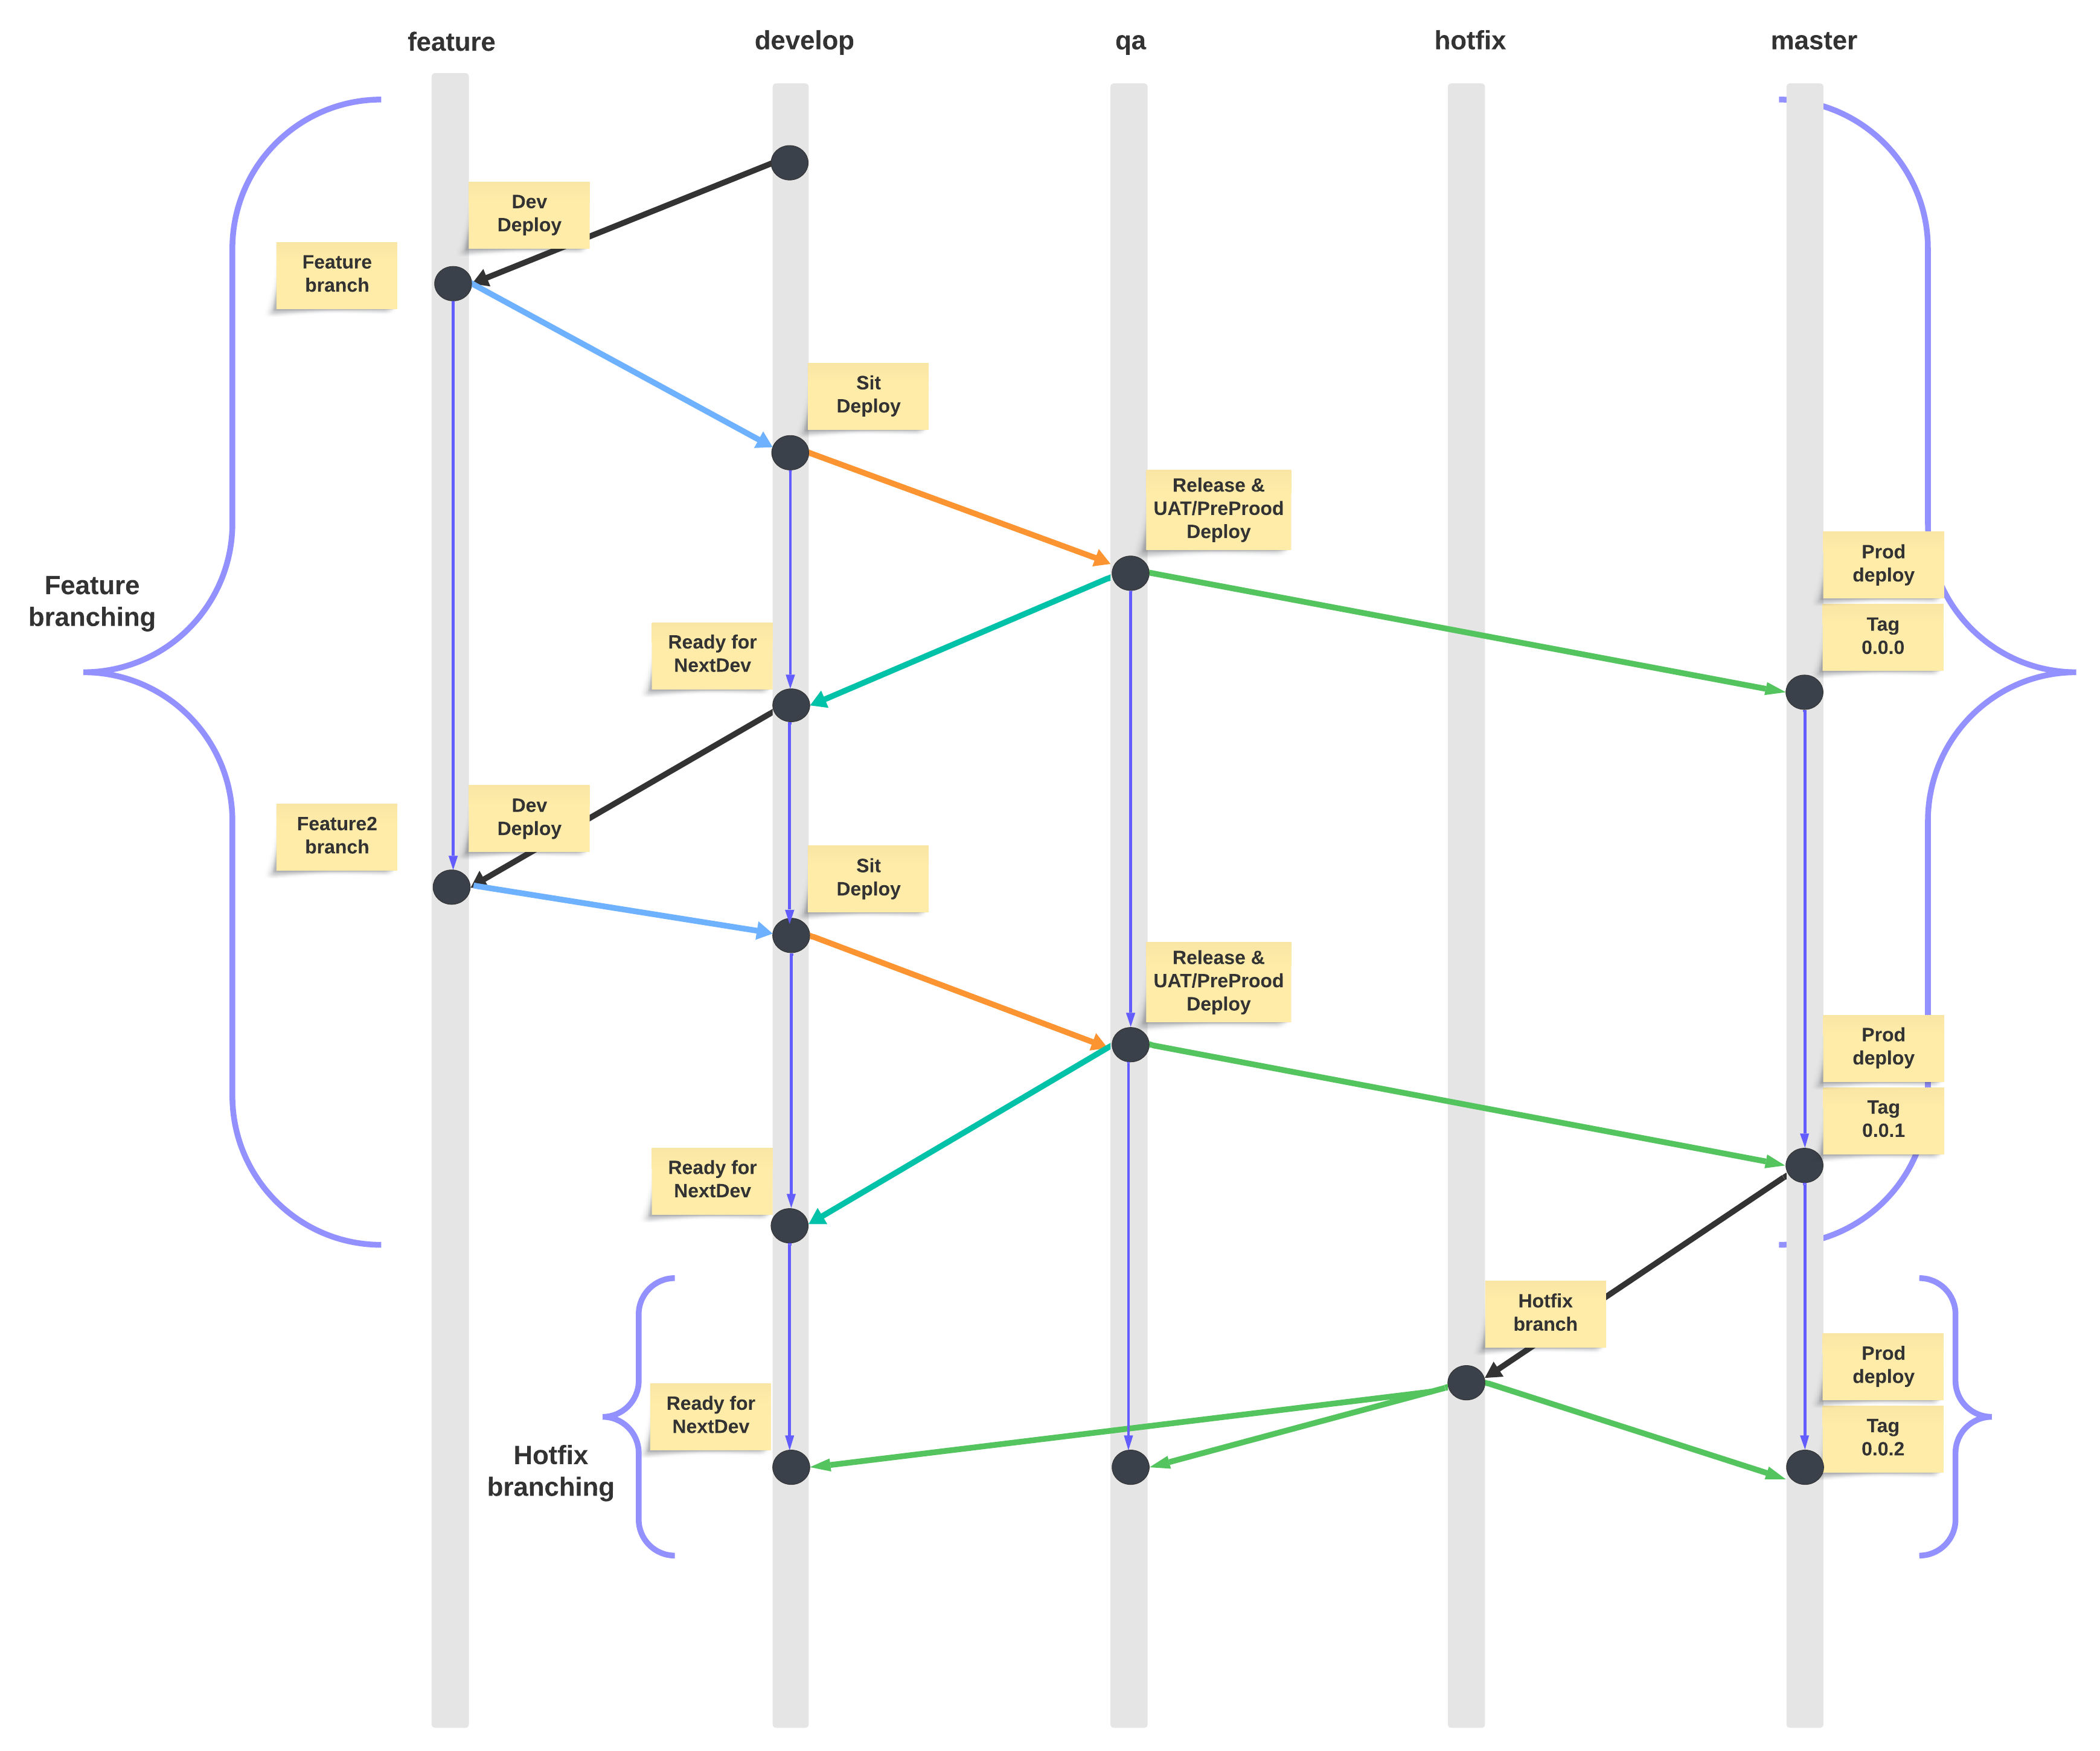 feature
develop
qa
hotfix
master
Dev
Deploy
Feature
branch
Sit
Deploy
Release &
UAT/PreProod
Deploy
Prod
deploy
Feature
branching
Tag
0.0.0
Ready for
NextDev
Dev
Deploy
Feature2
branch
Sit
Deploy
Release &
UAT/PreProod
Deploy
Prod
deploy
Tag
0.0.1
Ready for
NextDev
Hotfix
branch
Prod
deploy
Ready for
NextDev
Tag
0.0.2
Hotfix
branching